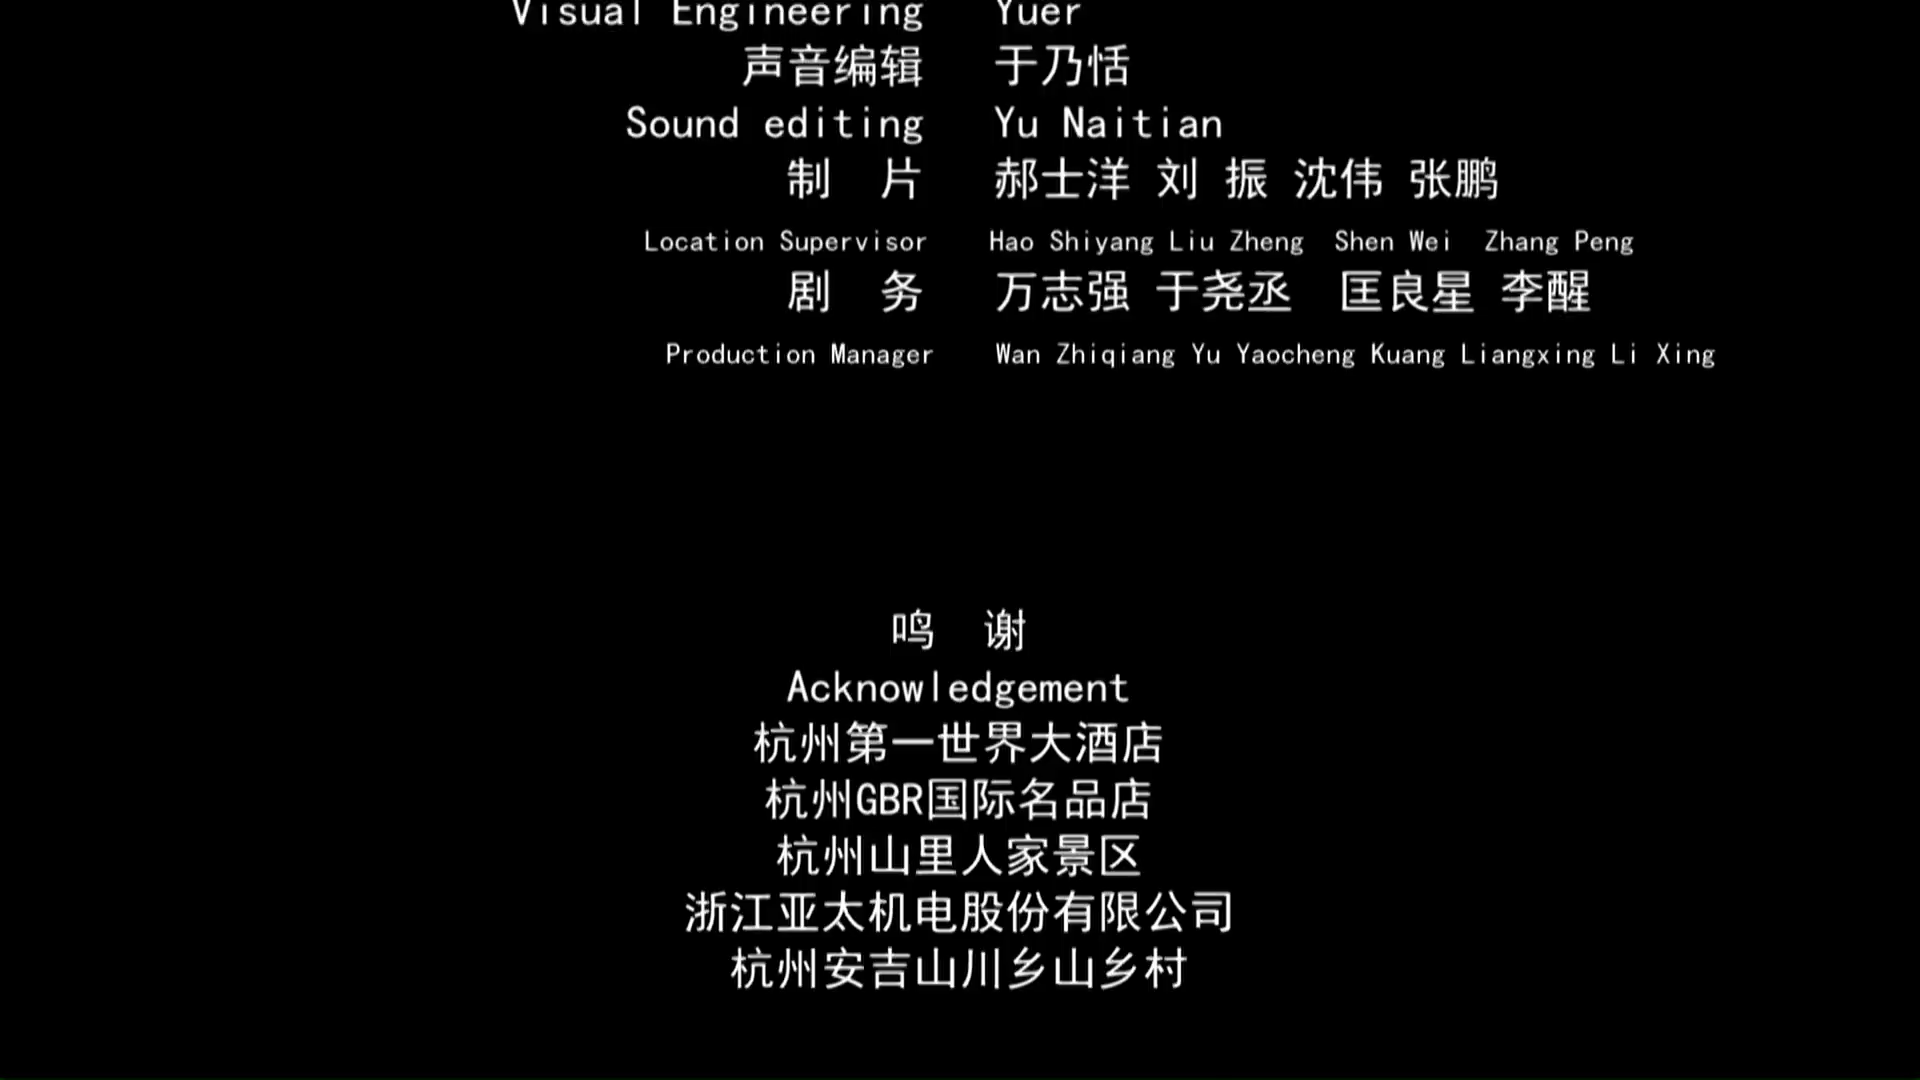 Visual Engineering Yuer
声音编辑 于乃恬
Sound editing Yu Naitian
制 片 郝士洋 刘 振 沈伟 张鹏
Location Supervisor Hao Shiyang Liu Zheng Shen Wei Zhang Peng
剧 务 万志强 于尧丞 匡良星 李醒
Production Manager Wan Zhiqiang Yu Yaocheng Kuang Liangxing Li Xing
鸣 谢
Acknowledgement
杭州第一世界大酒店
杭州GBR国际名品店
杭州山里人家景区
浙江亚太机电股份有限公司
杭州安吉山川乡山乡村